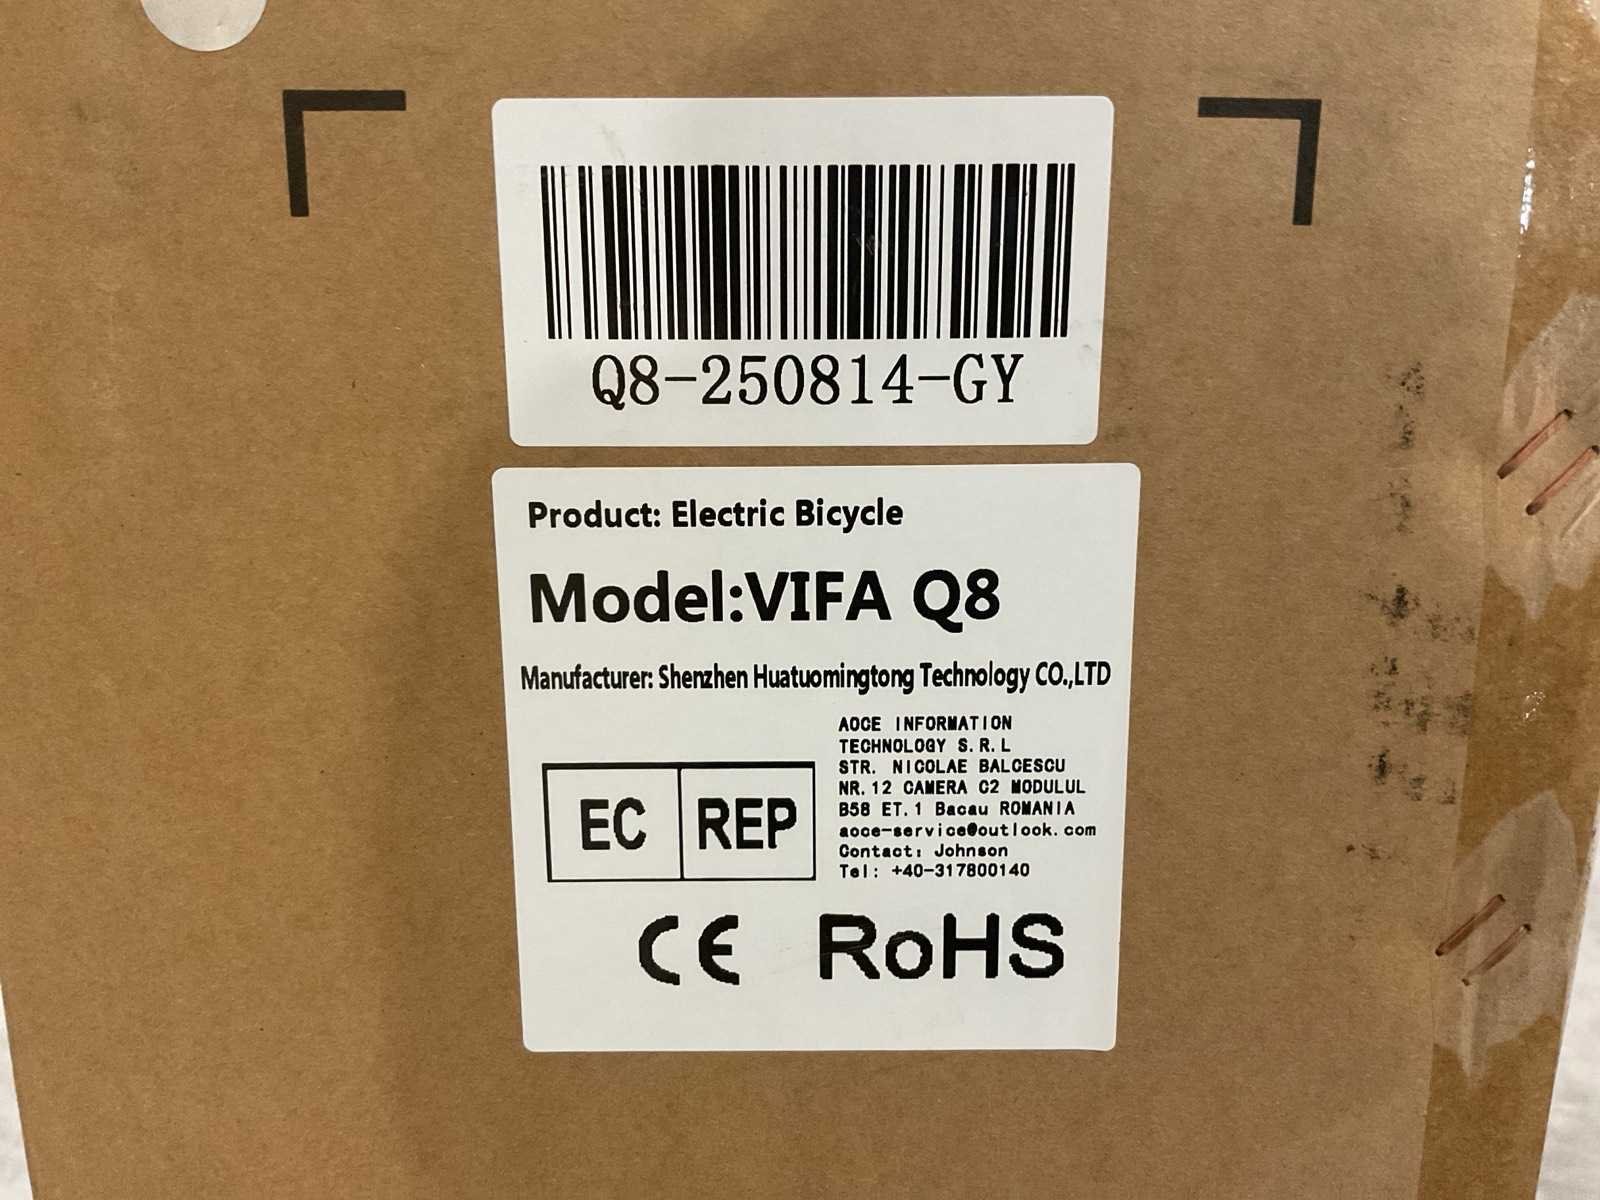 Q8-250814-GY
Product: Electric Bicycle
Model:VIFA Q8
Manufacturer: Shenzhen Huatuomingtong Technology CO.,LTD
AOCE INFORMATION
TECHNOLOGY S.R.L
STR. NICOLAE BALCESCU
NR.12 CAMERA C2 MODULUL
B58 ET.1 Bacau ROMANIA
aoce-service@outlook.com
Contact: Johnson
Tel: +40-317800140
EC REP
CE RoHS